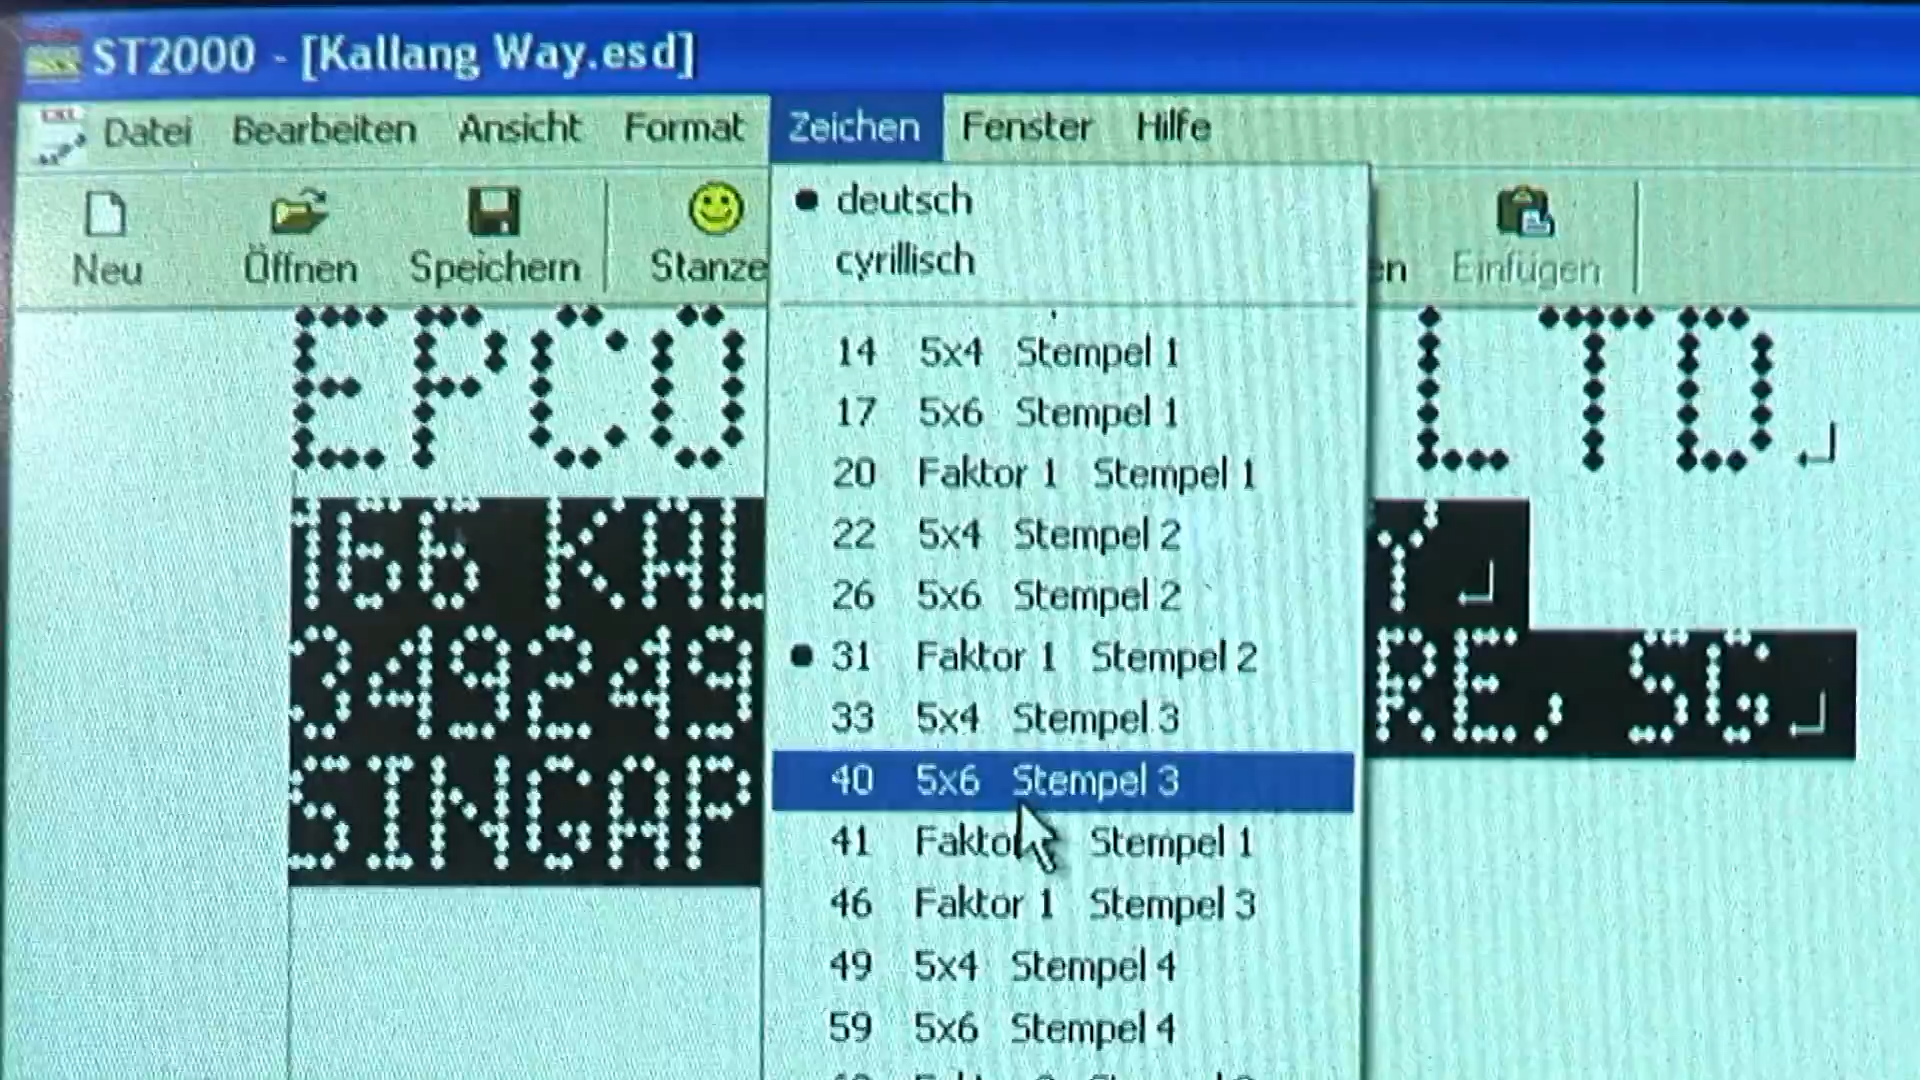 ST2000 - [Kallang Way.esd]
Datei Bearbeiten Ansicht Format Zeichen Fenster Hilfe
Neu Öffnen Speichern Stanze en Einfügen
deutsch
cyrillisch
14 5x4 Stempel 1
17 5x6 Stempel 1
20 Faktor 1 Stempel 1
22 5x4 Stempel 2
26 5x6 Stempel 2
31 Faktor 1 Stempel 2
33 5x4 Stempel 3
40 5x6 Stempel 3
41 Stempel 1
46 Faktor 1 Stempel 3
49 5x4 Stempel 4
59 5x6 Stempel 4
EPCO LTD
166 KAL Y
349249 RE, SG
SINGAP